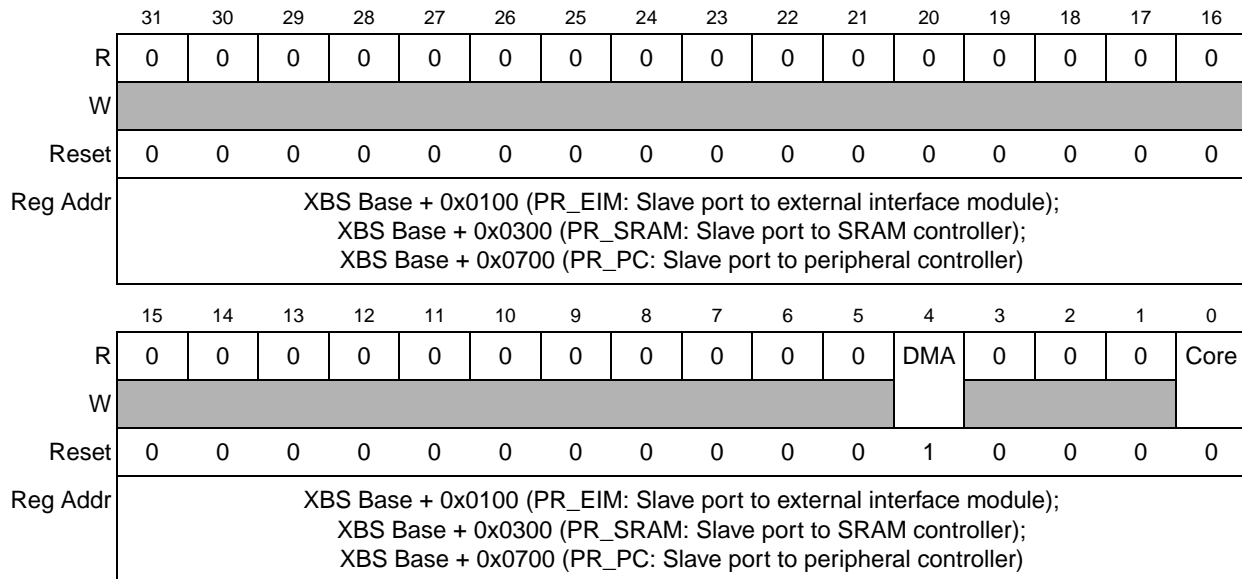 31 30 29 28 27 26 25 24 23 22 21 20 19 18 17 16
R 0 0 0 0 0 0 0 0 0 0 0 0 0 0 0 0
W
Reset 0 0 0 0 0 0 0 0 0 0 0 0 0 0 0 0
Reg Addr XBS Base + 0x0100 (PR_EIM: Slave port to external interface module);
XBS Base + 0x0300 (PR_SRAM: Slave port to SRAM controller);
XBS Base + 0x0700 (PR_PC: Slave port to peripheral controller)
15 14 13 12 11 10 9 8 7 6 5 4 3 2 1 0
R 0 0 0 0 0 0 0 0 0 0 0 DMA 0 0 0 Core
W
Reset 0 0 0 0 0 0 0 0 0 0 0 1 0 0 0 0
Reg Addr XBS Base + 0x0100 (PR_EIM: Slave port to external interface module);
XBS Base + 0x0300 (PR_SRAM: Slave port to SRAM controller);
XBS Base + 0x0700 (PR_PC: Slave port to peripheral controller)